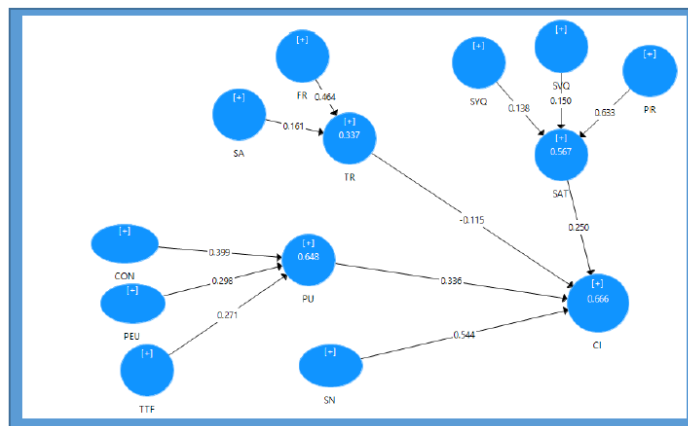 [+]
FR
0.464
[+]
SA
0.161
[+]
0.337
TR
[+]
SYQ
0.138
[+]
SVQ
0.150
[+]
PR
0.633
[+]
0.567
SAT
0.250
-0.115
[+]
CON
0.399
[+]
PEU
0.298
[+]
TTF
0.271
[+]
0.648
PU
0.336
[+]
SN
0.544
[+]
0.666
CI